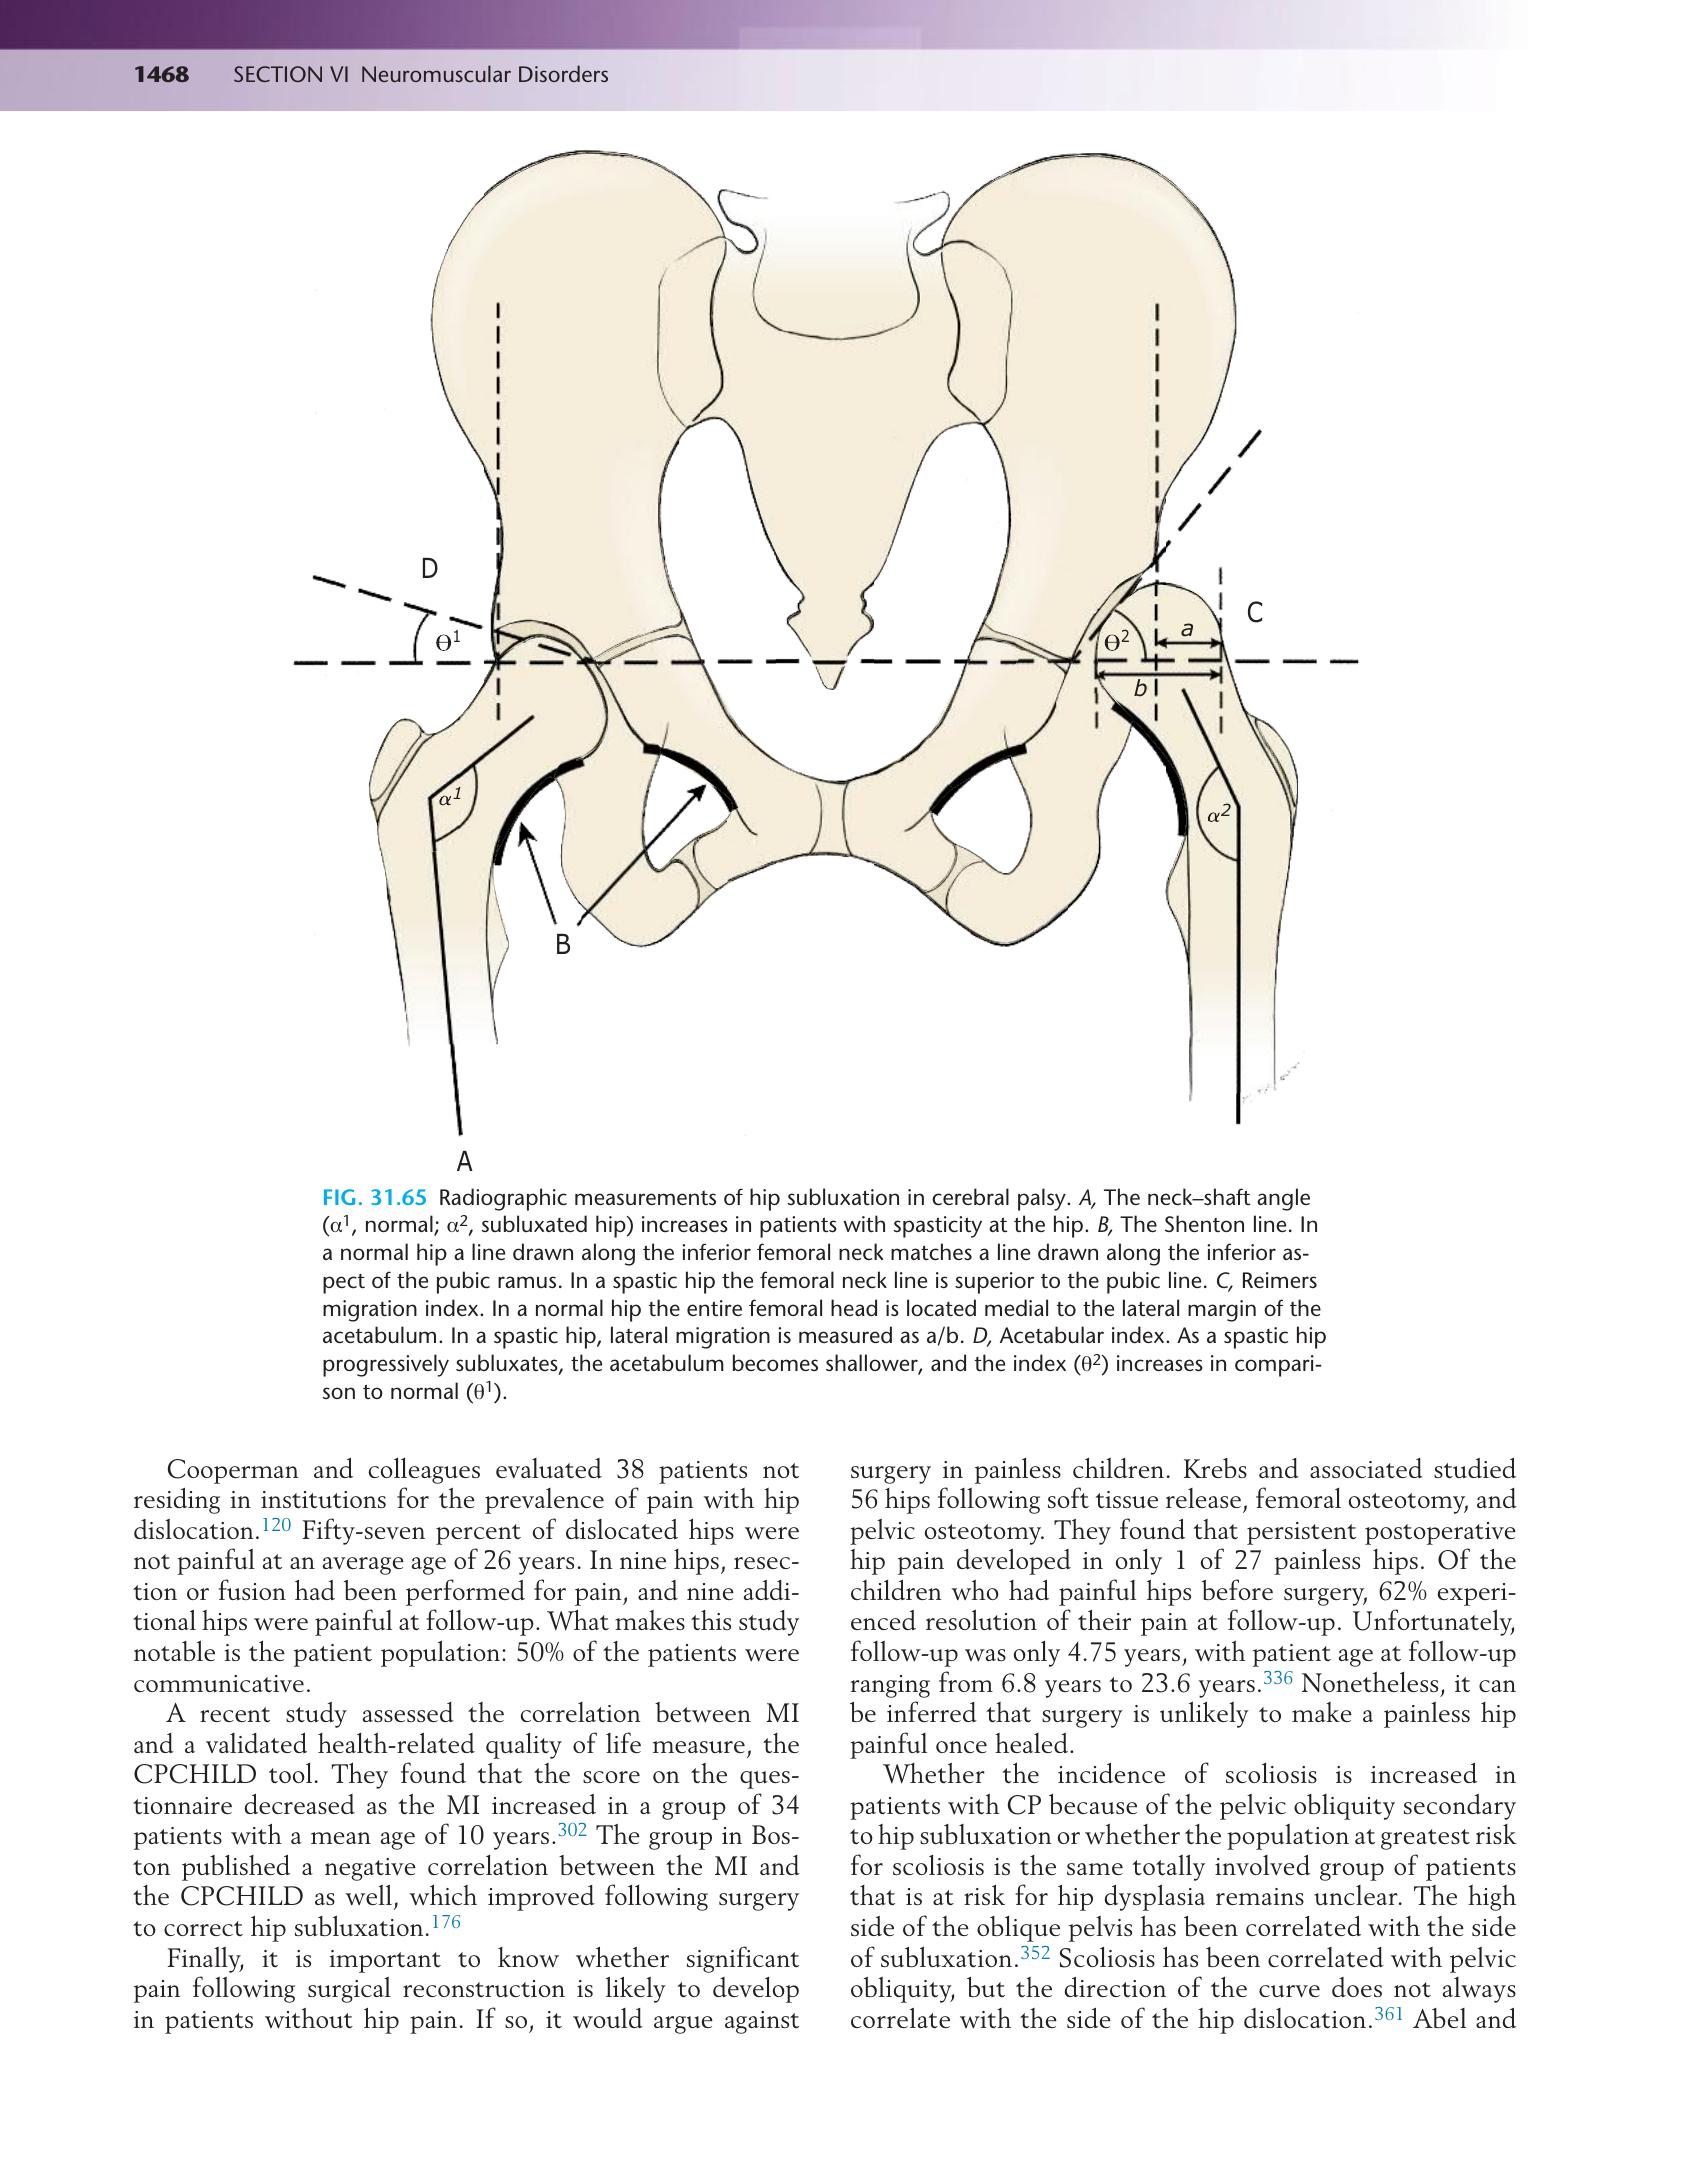 1468 SECTION VI Neuromuscular Disorders
D
C
θ1
θ2
a
b
α1
α2
B
A
FIG. 31.65 Radiographic measurements of hip subluxation in cerebral palsy. A, The neck–shaft angle
(α1, normal; α2, subluxated hip) increases in patients with spasticity at the hip. B, The Shenton line. In
a normal hip a line drawn along the inferior femoral neck matches a line drawn along the inferior as-
pect of the pubic ramus. In a spastic hip the femoral neck line is superior to the pubic line. C, Reimers
migration index. In a normal hip the entire femoral head is located medial to the lateral margin of the
acetabulum. In a spastic hip, lateral migration is measured as a/b. D, Acetabular index. As a spastic hip
progressively subluxates, the acetabulum becomes shallower, and the index (θ2) increases in compari-
son to normal (θ1).
Cooperman and colleagues evaluated 38 patients not
residing in institutions for the prevalence of pain with hip
dislocation.120 Fifty-seven percent of dislocated hips were
not painful at an average age of 26 years. In nine hips, resec-
tion or fusion had been performed for pain, and nine addi-
tional hips were painful at follow-up. What makes this study
notable is the patient population: 50% of the patients were
communicative.
A recent study assessed the correlation between MI
and a validated health-related quality of life measure, the
CPCHILD tool. They found that the score on the ques-
tionnaire decreased as the MI increased in a group of 34
patients with a mean age of 10 years.302 The group in Bos-
ton published a negative correlation between the MI and
the CPCHILD as well, which improved following surgery
to correct hip subluxation.176
Finally, it is important to know whether significant
pain following surgical reconstruction is likely to develop
in patients without hip pain. If so, it would argue against
surgery in painless children. Krebs and associated studied
56 hips following soft tissue release, femoral osteotomy, and
pelvic osteotomy. They found that persistent postoperative
hip pain developed in only 1 of 27 painless hips. Of the
children who had painful hips before surgery, 62% experi-
enced resolution of their pain at follow-up. Unfortunately,
follow-up was only 4.75 years, with patient age at follow-up
ranging from 6.8 years to 23.6 years.336 Nonetheless, it can
be inferred that surgery is unlikely to make a painless hip
painful once healed.
Whether the incidence of scoliosis is increased in
patients with CP because of the pelvic obliquity secondary
to hip subluxation or whether the population at greatest risk
for scoliosis is the same totally involved group of patients
that is at risk for hip dysplasia remains unclear. The high
side of the oblique pelvis has been correlated with the side
of subluxation.352 Scoliosis has been correlated with pelvic
obliquity, but the direction of the curve does not always
correlate with the side of the hip dislocation.361 Abel and